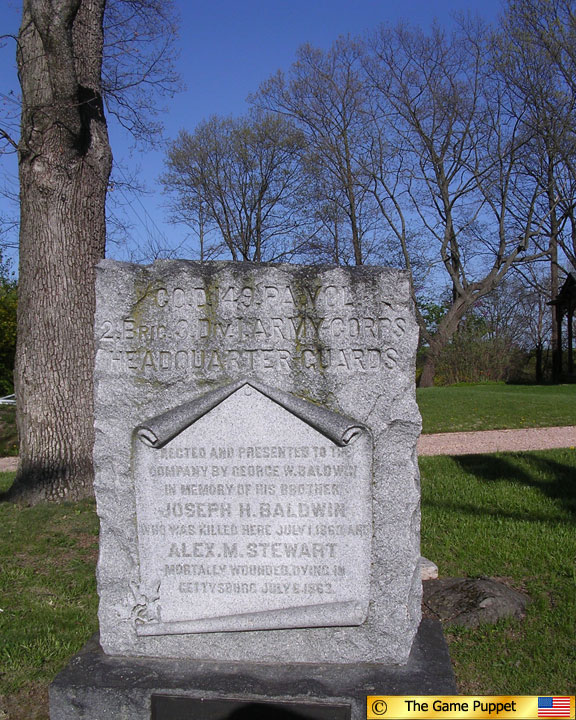 CO.D.149.PA.VOL.
2.BRIG.3.DIV.1.ARMY-CORPS
HEADQUARTER GUARDS
ERECTED AND PRESENTED TO THE
COMPANY BY GEORGE W. BALDWIN
IN MEMORY OF HIS BROTHER
JOSEPH H. BALDWIN
WHO WAS KILLED HERE JULY 1, 1863, AND
ALEX. M. STEWART
MORTALLY WOUNDED, DYING IN
GETTYSBURG JULY 6, 1863.
© The Game Puppet